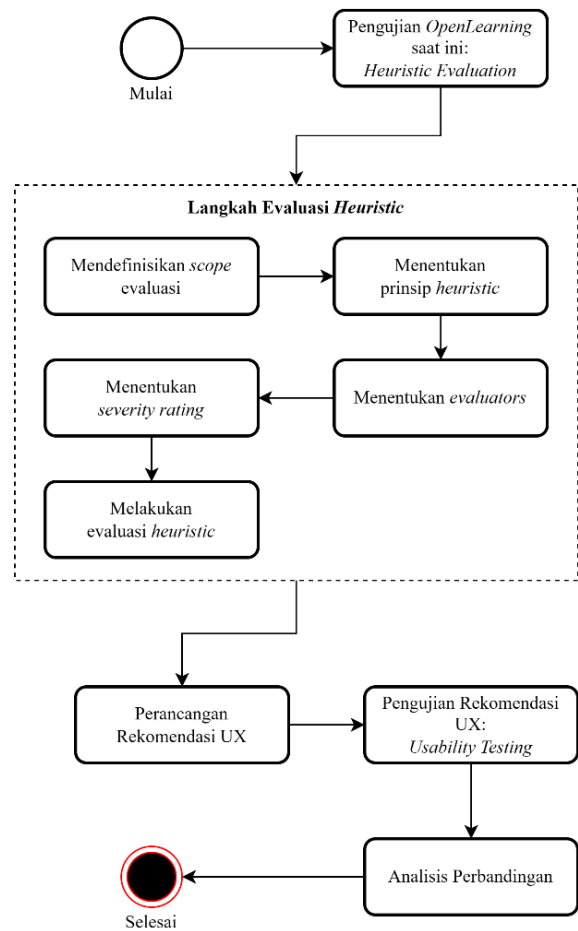 Mulai
Pengujian OpenLearning
saat ini:
Heuristic Evaluation
Langkah Evaluasi Heuristic
Mendefinisikan scope
evaluasi
Menentukan
prinsip heuristic
Menentukan evaluators
Menentukan
severity rating
Melakukan
evaluasi heuristic
Perancangan
Rekomendasi UX
Pengujian Rekomendasi
UX:
Usability Testing
Analisis Perbandingan
Selesai